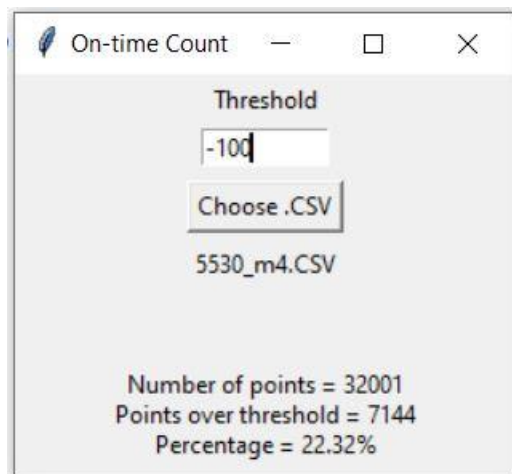 On-time Count
Threshold
-100
Choose .CSV
5530_m4.CSV
Number of points = 32001
Points over threshold = 7144
Percentage = 22.32%